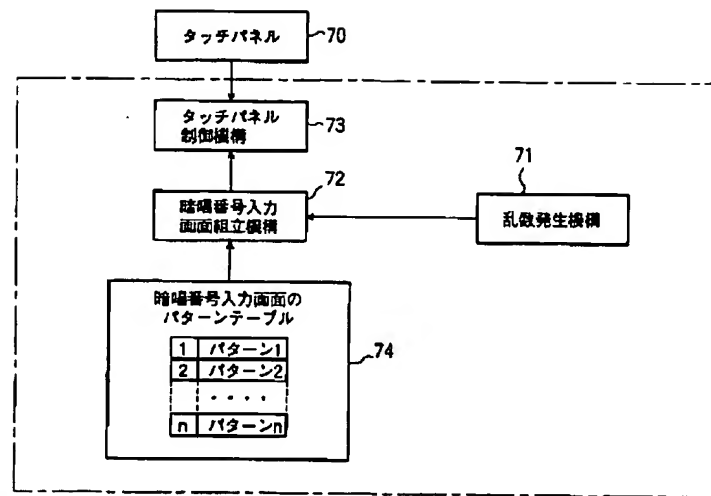 タッチパネル
70
タッチパネル
制御機構
73
71
72
暗唱番号入力
画面組立機構
乱数発生機構
暗唱番号入力画面の
パターンテーブル
74
1 パターン1
2 パターン2
・・・・
n パターンn